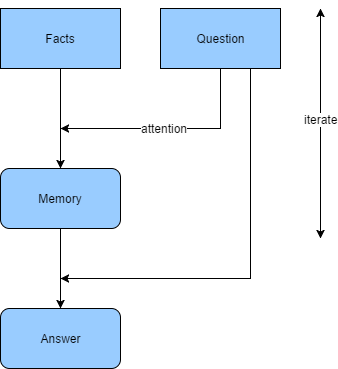 Facts
Question
attention
iterate
Memory
Answer